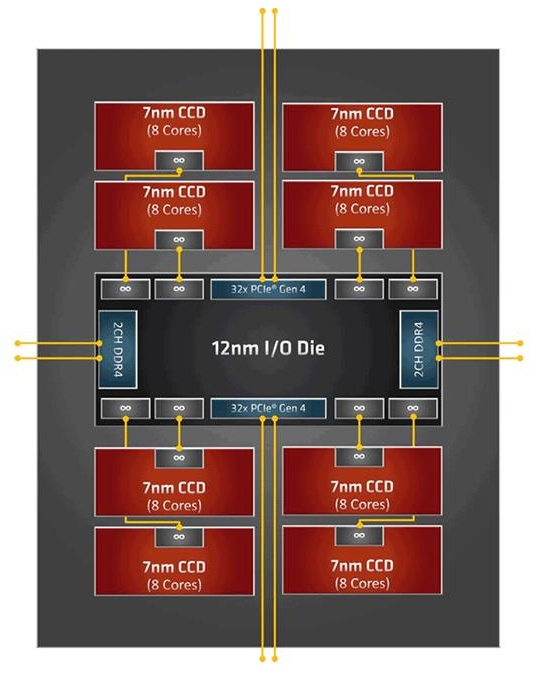 7nm CCD
(8 Cores)
7nm CCD
(8 Cores)
∞
∞
7nm CCD
(8 Cores)
7nm CCD
(8 Cores)
∞
∞
∞
∞
32x PCIe® Gen 4
∞
∞
2CH DDR4
12nm I/O Die
2CH DDR4
∞
∞
32x PCIe® Gen 4
∞
∞
∞
∞
7nm CCD
(8 Cores)
7nm CCD
(8 Cores)
∞
∞
7nm CCD
(8 Cores)
7nm CCD
(8 Cores)